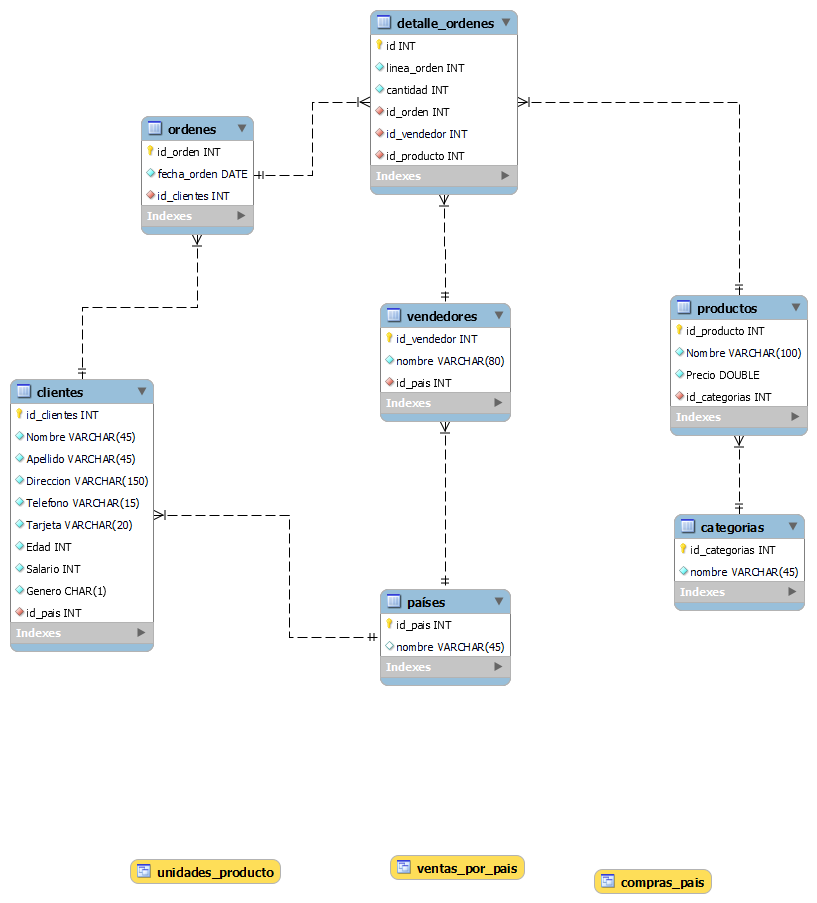 detalle_ordenes
id INT
linea_orden INT
cantidad INT
id_orden INT
id_vendedor INT
id_producto INT
Indexes
ordenes
id_orden INT
fecha_orden DATE
id_clientes INT
Indexes
vendedores
id_vendedor INT
nombre VARCHAR(80)
id_pais INT
Indexes
productos
id_producto INT
Nombre VARCHAR(100)
Precio DOUBLE
id_categorias INT
Indexes
clientes
id_clientes INT
Nombre VARCHAR(45)
Apellido VARCHAR(45)
Direccion VARCHAR(150)
Telefono VARCHAR(15)
Tarjeta VARCHAR(20)
Edad INT
Salario INT
Genero CHAR(1)
id_pais INT
Indexes
categorias
id_categorias INT
nombre VARCHAR(45)
Indexes
países
id_pais INT
nombre VARCHAR(45)
Indexes
unidades_producto
ventas_por_pais
compras_pais